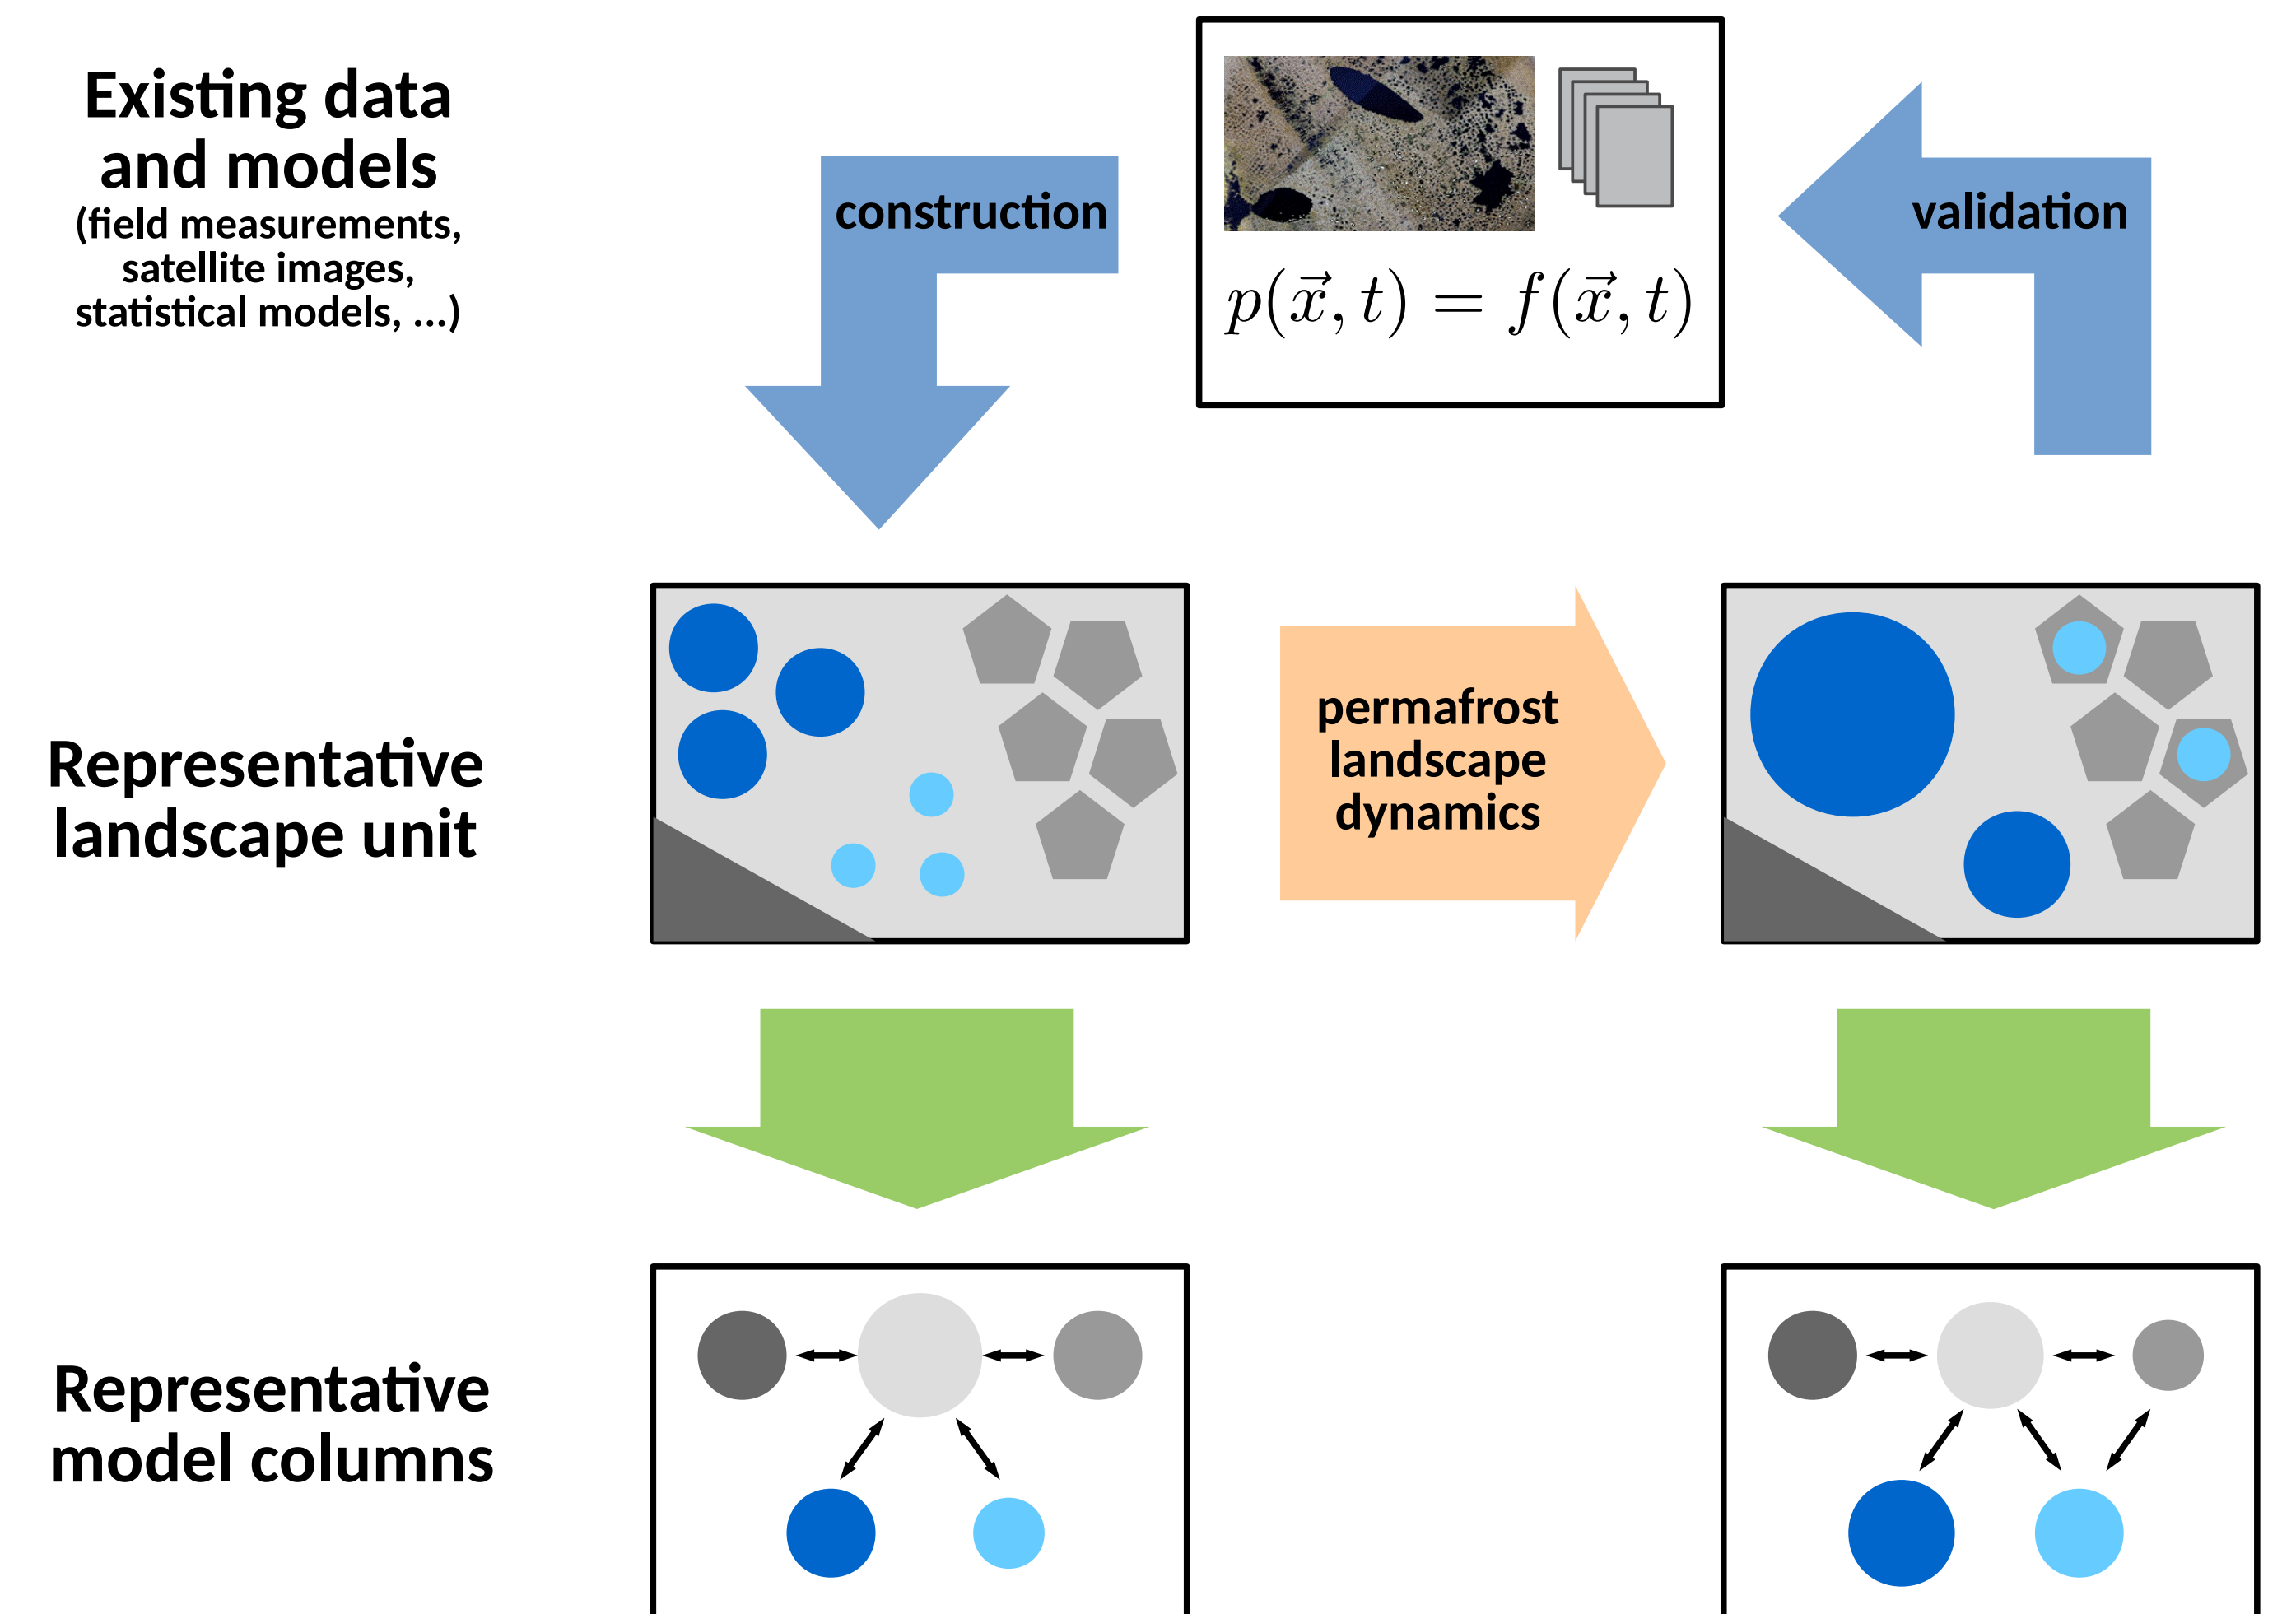 Existing data
and models
(field measurements,
satellite images,
statistical models, ...)
construction
p(x⃗, t) = f(x⃗, t)
validation
Representative
landscape unit
permafrost
landscape
dynamics
Representative
model columns